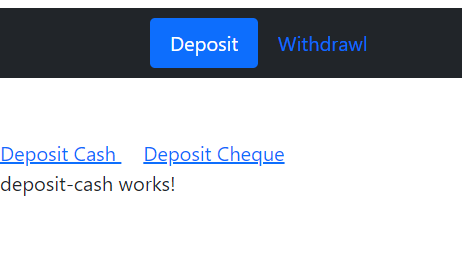 Deposit Withdrawl
Deposit Cash Deposit Cheque
deposit-cash works!